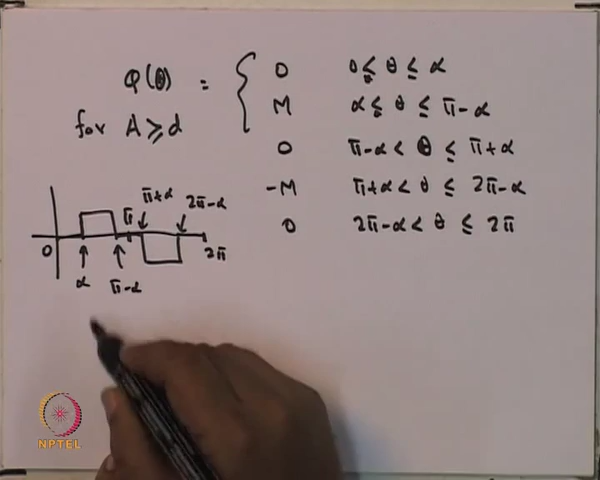 φ(θ) = { 0 0 ≤ θ ≤ α
for A ≥ d M α ≤ θ ≤ π-α
0 π-α < θ ≤ π+α
-M π+α < θ ≤ 2π-α
0 2π-α < θ ≤ 2π
π+α 2π-α
π
0 2π
α π-α
NPTEL